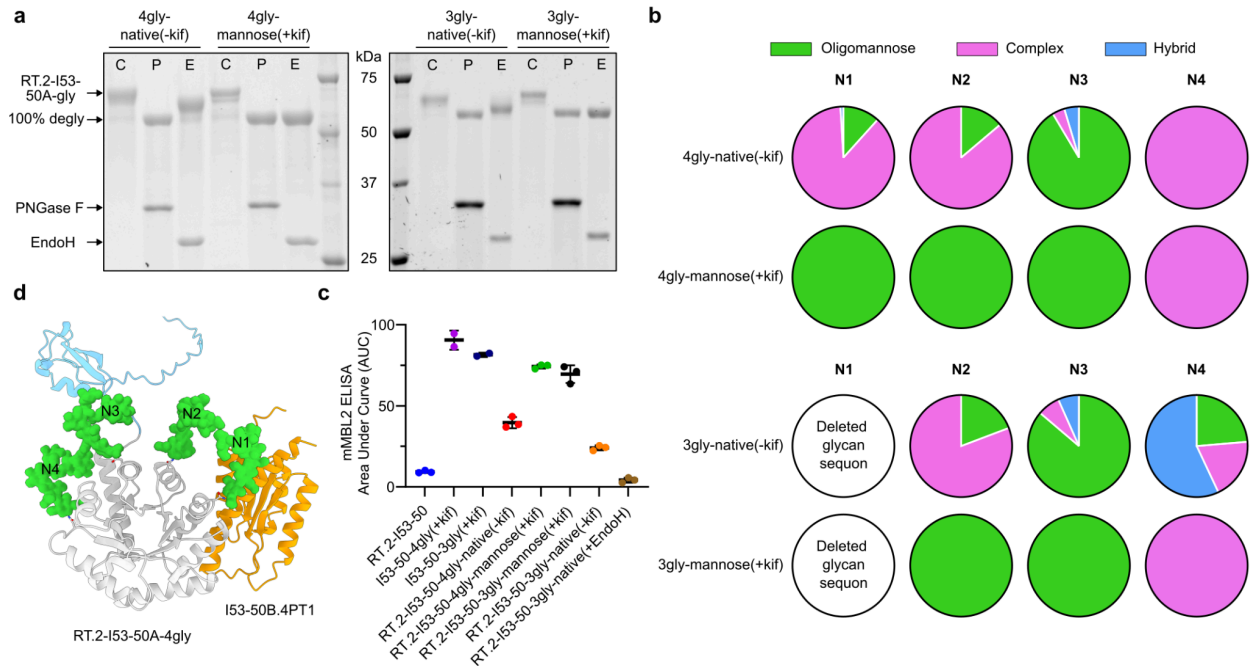 a
4gly-
native(-kif)
4gly-
mannose(+kif)
3gly-
native(-kif)
3gly-
mannose(+kif)
C P E C P E
kDa
C P E C P E
RT.2-I53-
50A-gly
100% degly
PNGase F
EndoH
75
50
37
25
b
Oligomannose
Complex
Hybrid
N1 N2 N3 N4
4gly-native(-kif)
4gly-mannose(+kif)
N1 N2 N3 N4
3gly-native(-kif)
Deleted
glycan
sequon
3gly-mannose(+kif)
Deleted
glycan
sequon
d
N3
N2
N1
N4
I53-50B.4PT1
RT.2-I53-50A-4gly
c
mMBL2 ELISA
Area Under Curve (AUC)
100
50
0
RT.2-I53-50
I53-50-4gly(+kif)
I53-50-3gly(+kif)
RT.2-I53-50-4gly-native(-kif)
RT.2-I53-50-4gly-mannose(+kif)
RT.2-I53-50-3gly-mannose(+kif)
RT.2-I53-50-3gly-native(-kif)
RT.2-I53-50-3gly-native(+EndoH)